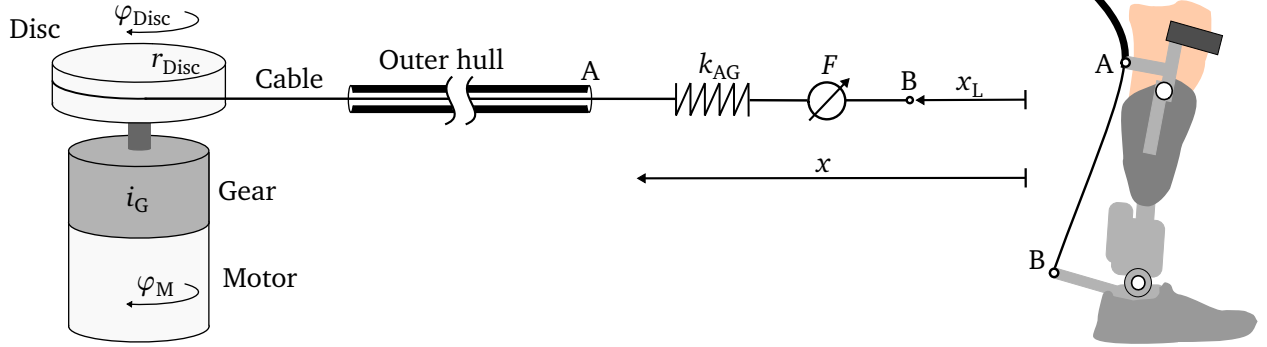 Disc
φDisc
rDisc
Cable
Outer hull
A
kAG
F
B
xL
x
iG
Gear
φM
Motor
A
B